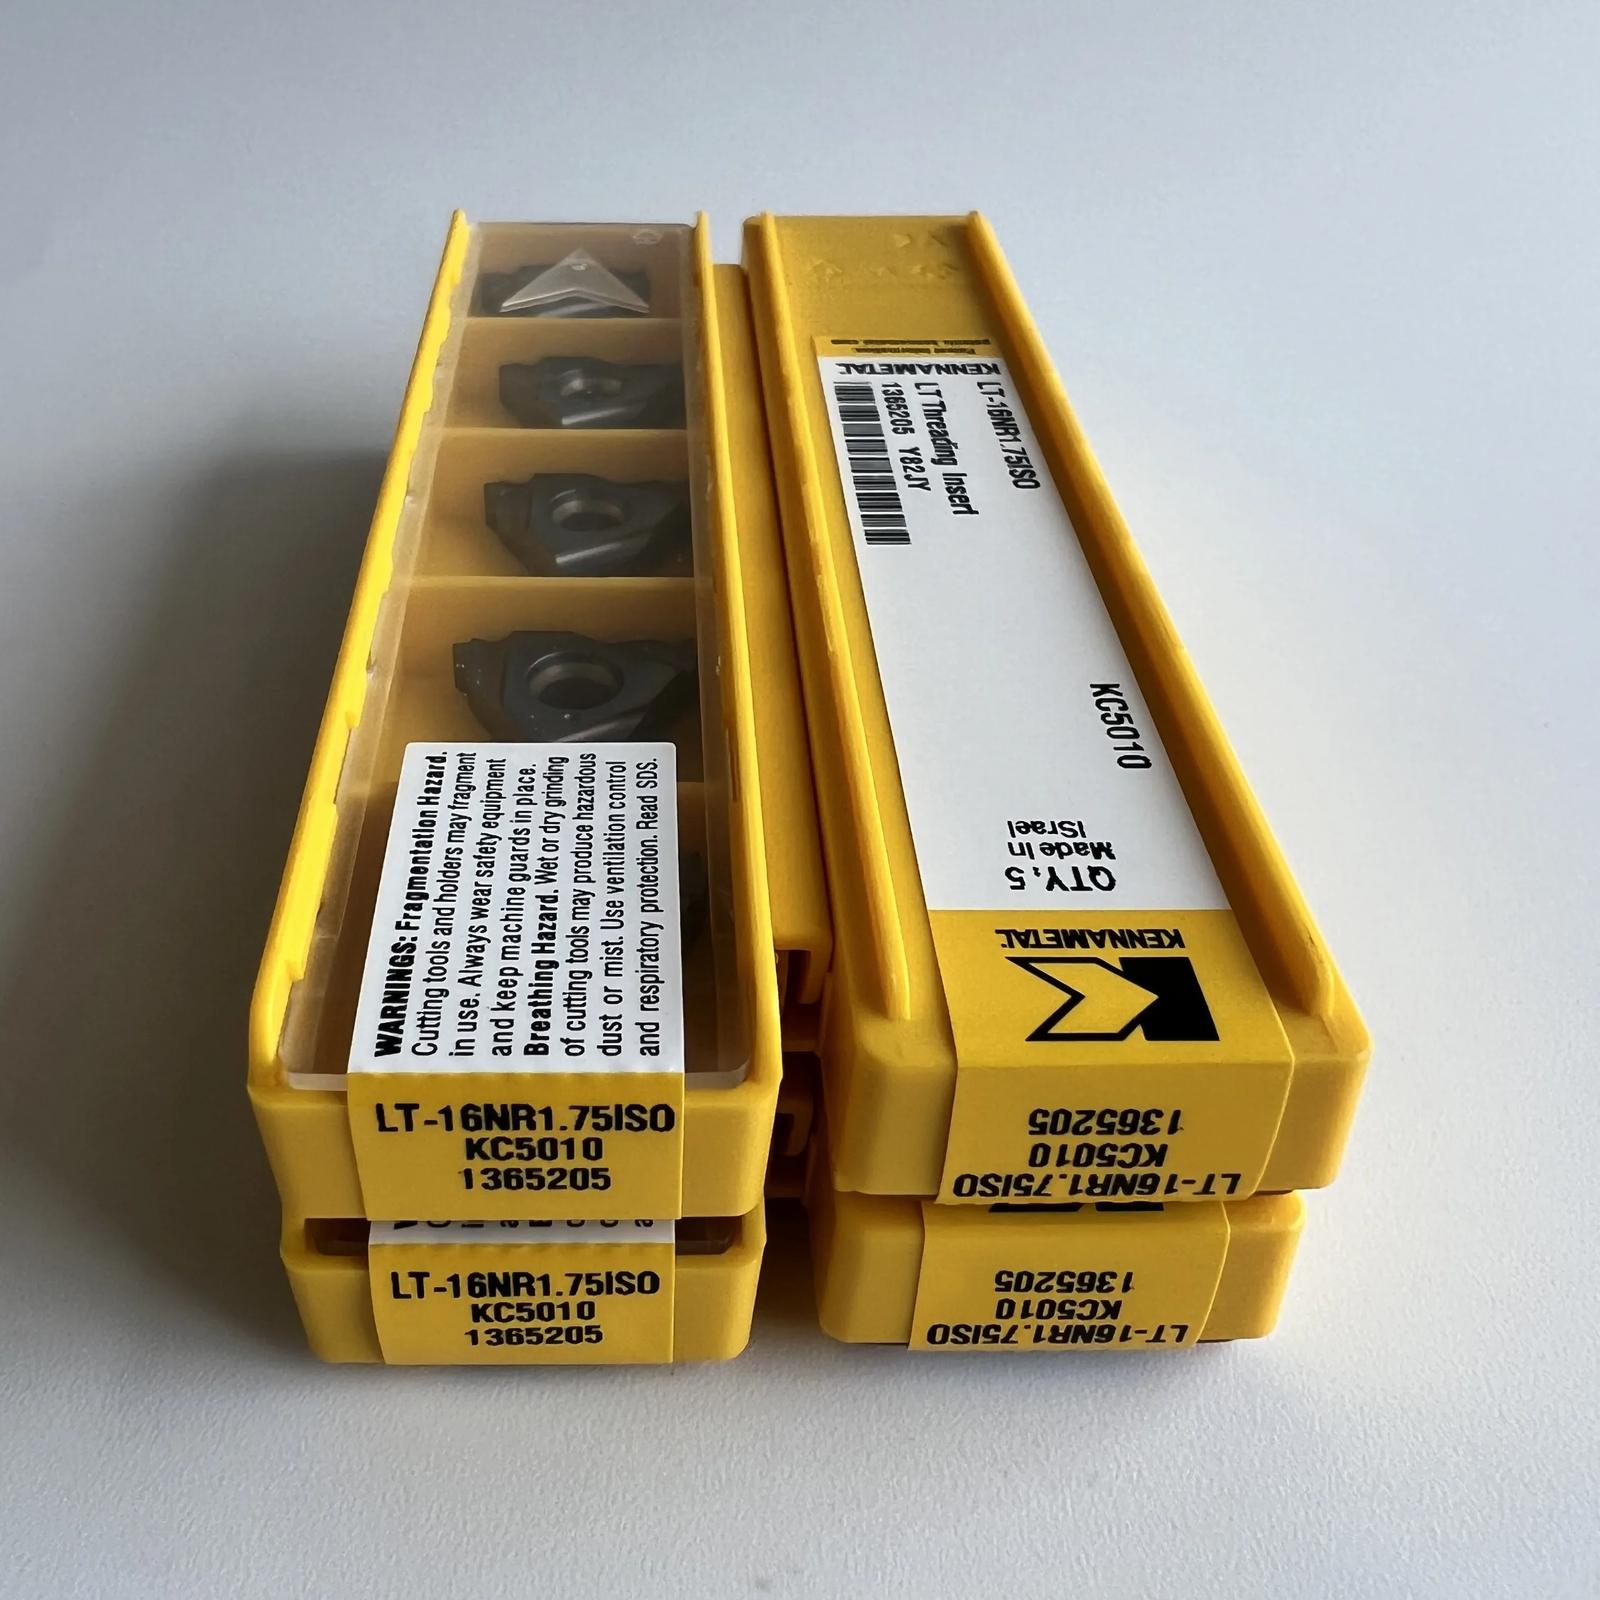 WARNINGS: Fragmentation Hazard.
Cutting tools and holders may fragment
in use. Always wear safety equipment
and keep machine guards in place.
Breathing Hazard. Wet or dry grinding
of cutting tools may produce hazardous
dust or mist. Use ventilation control
and respiratory protection. Read SDS.
LT-16NR1.75ISO
KC5010
1365205
LT-16NR1.75ISO
KC5010
1365205
KENNAMETAL
LT-16NR1.75ISO
LT Threading Insert
1365205 Y82JY
KC5010
QTY.5
Made In
ISrael
KENNAMETAL
LT-16NR1.75ISO
KC5010
1365205
LT-16NR1.75ISO
KC5010
1365205